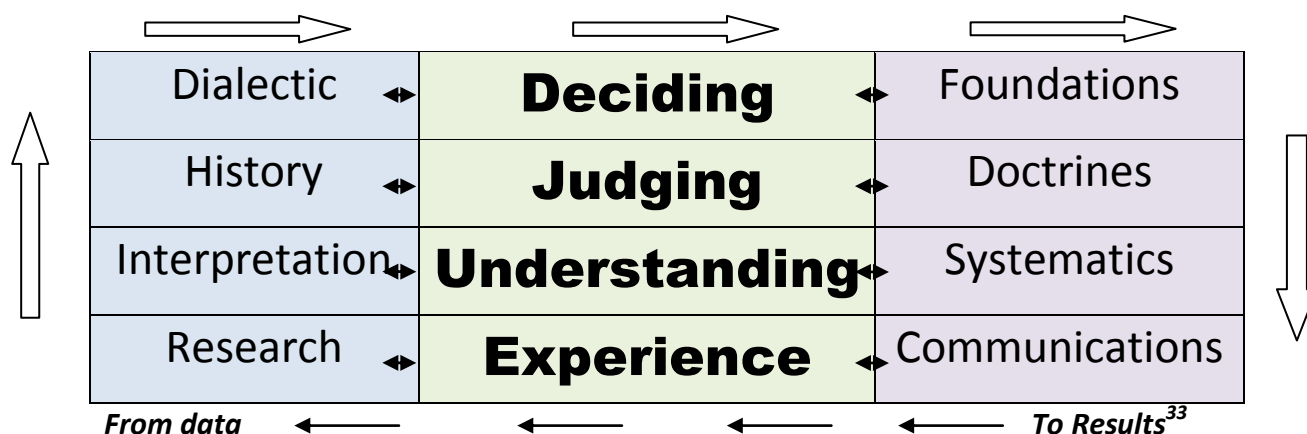 Dialectic Deciding Foundations
History Judging Doctrines
Interpretation Understanding Systematics
Research Experience Communications
From data To Results33